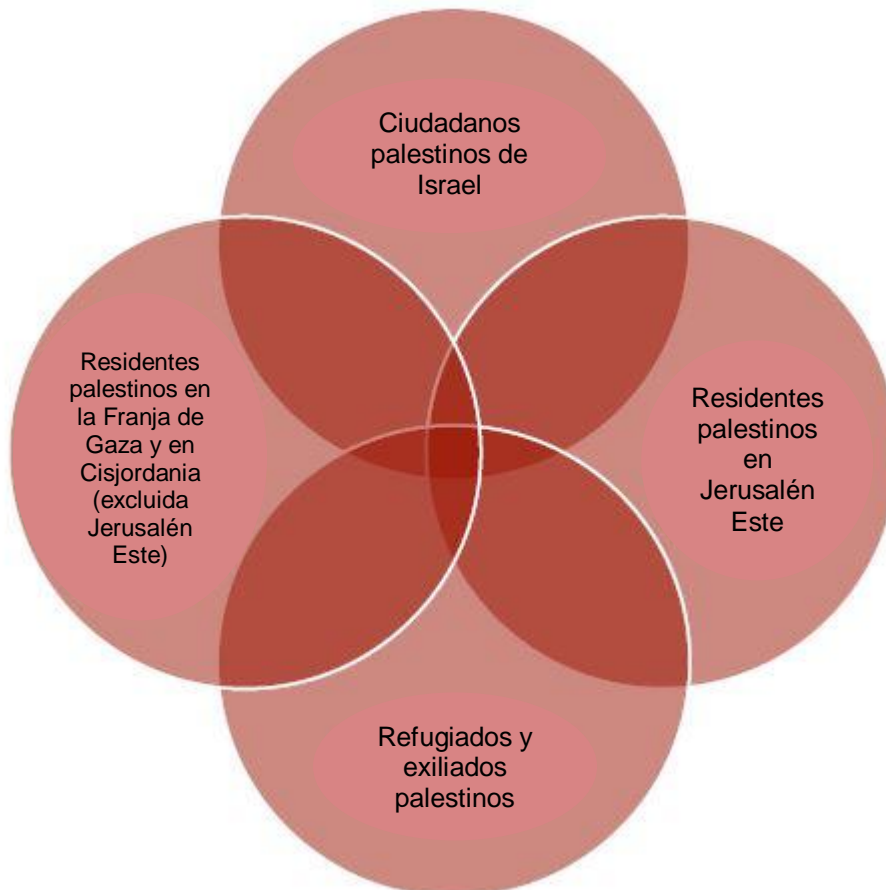 Ciudadanos
palestinos de
Israel
Residentes
palestinos en
la Franja de
Gaza y en
Cisjordania
(excluida
Jerusalén
Este)
Residentes
palestinos
en
Jerusalén
Este
Refugiados y
exiliados
palestinos